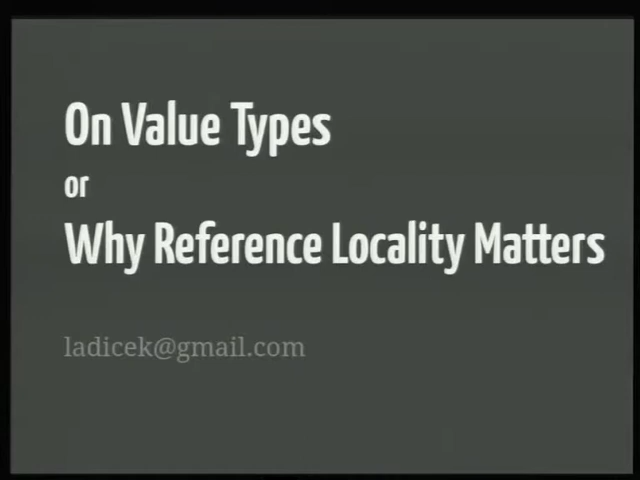 On Value Types
or
Why Reference Locality Matters
ladicek@gmail.com